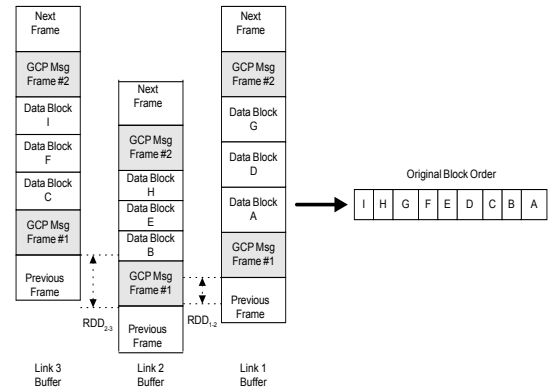 Next
Frame
GCP Msg
Frame #2
Data Block
I
Data Block
F
Data Block
C
GCP Msg
Frame #1
Previous
Frame
Link 3
Buffer
RDD2-3
Next
Frame
GCP Msg
Frame #2
Data Block
H
Data Block
E
Data Block
B
GCP Msg
Frame #1
Previous
Frame
Link 2
Buffer
RDD1-2
Next
Frame
GCP Msg
Frame #2
Data Block
G
Data Block
D
Data Block
A
GCP Msg
Frame #1
Previous
Frame
Link 1
Buffer
Original Block Order
I H G F E D C B A